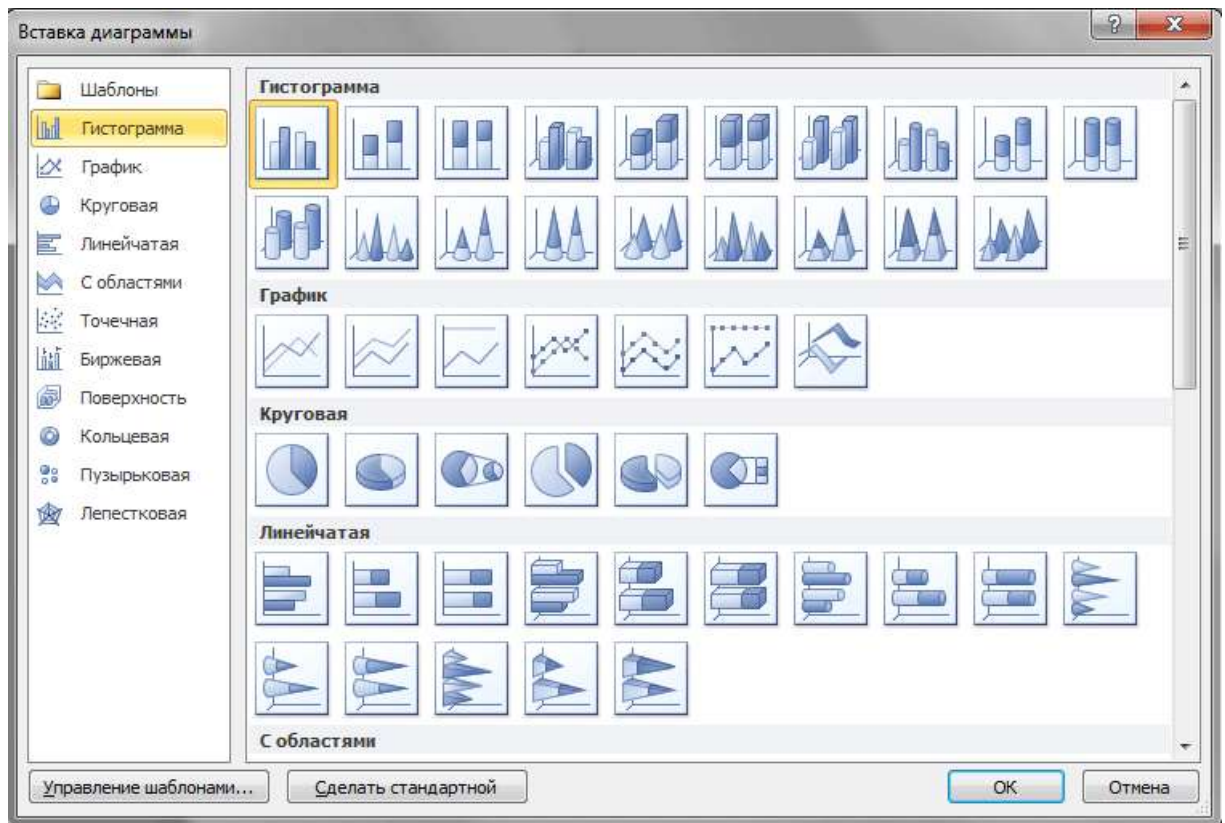 Вставка диаграммы
Шаблоны
Гистограмма
График
Круговая
Линейчатая
С областями
Точечная
Биржевая
Поверхность
Кольцевая
Пузырьковая
Лепестковая
Гистограмма
График
Круговая
Линейчатая
С областями
Управление шаблонами...
Сделать стандартной
ОК
Отмена